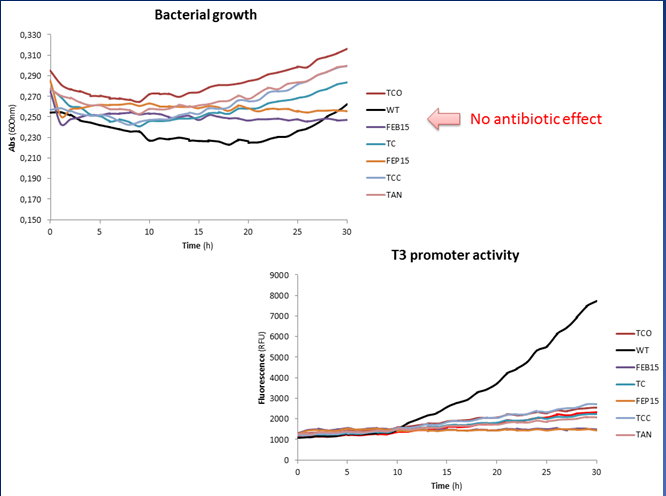 Bacterial growth
0,330
0,310
0,290
0,270
0,250
0,230
0,210
0,190
0,170
0,150
Abs (600nm)
0 5 10 15 20 25 30
Time (h)
TCO
WT
FEB15
TC
FEP15
TCC
TAN
No antibiotic effect
T3 promoter activity
9000
8000
7000
6000
5000
4000
3000
2000
1000
0
Fluorescence (RFU)
0 5 10 15 20 25 30
Time (h)
TCO
WT
FEB15
TC
FEP15
TCC
TAN